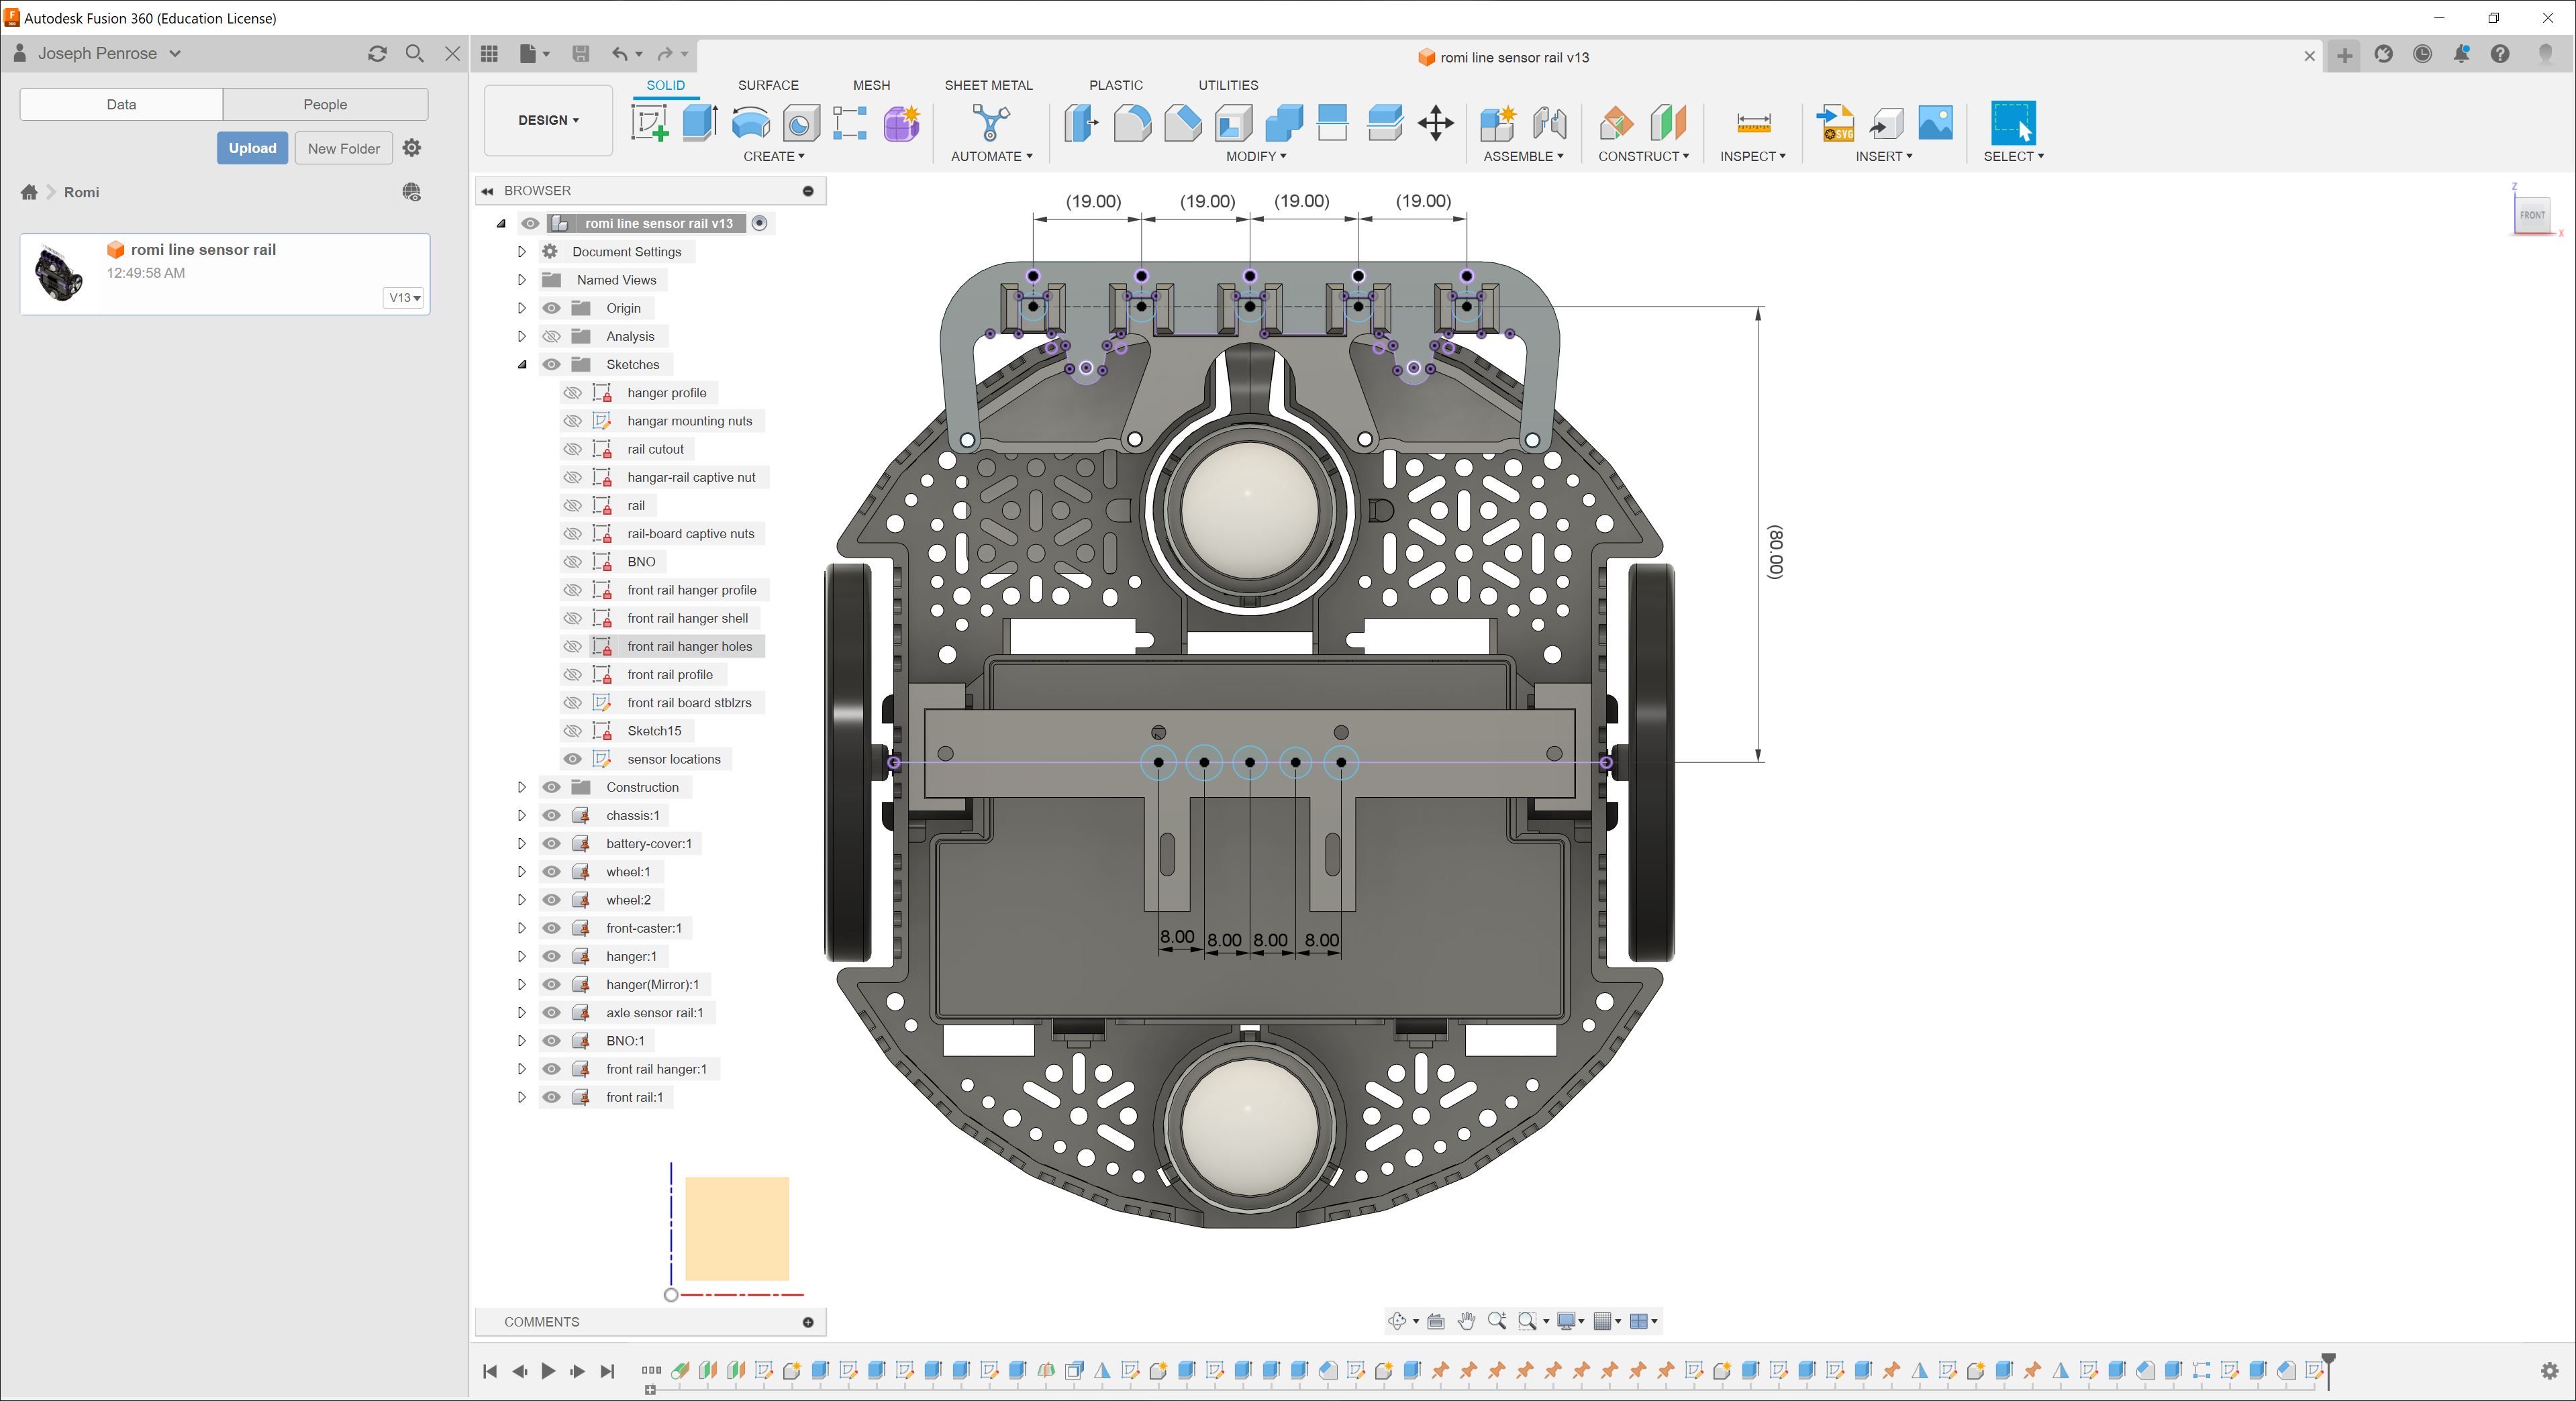 Autodesk Fusion 360 (Education License)
Joseph Penrose
romi line sensor rail v13
Data
People
Upload
New Folder
Romi
romi line sensor rail
12:49:58 AM
V13
SOLID
SURFACE
MESH
SHEET METAL
PLASTIC
UTILITIES
DESIGN
CREATE
AUTOMATE
MODIFY
ASSEMBLE
CONSTRUCT
INSPECT
SVG
INSERT
SELECT
BROWSER
romi line sensor rail v13
Document Settings
Named Views
Origin
Analysis
Sketches
hanger profile
hangar mounting nuts
rail cutout
hangar-rail captive nut
rail
rail-board captive nuts
BNO
front rail hanger profile
front rail hanger shell
front rail hanger holes
front rail profile
front rail board stblzrs
Sketch15
sensor locations
Construction
chassis:1
battery-cover:1
wheel:1
wheel:2
front-caster:1
hanger:1
hanger(Mirror):1
axle sensor rail:1
BNO:1
front rail hanger:1
front rail:1
(19.00)
(19.00)
(19.00)
(19.00)
(80.00)
8.00
8.00
8.00
8.00
Z
FRONT
X
COMMENTS